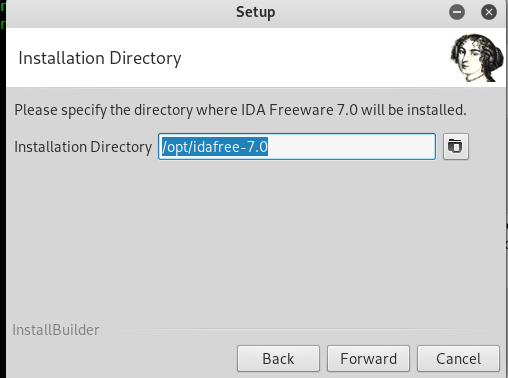 Setup
Installation Directory
Please specify the directory where IDA Freeware 7.0 will be installed.
Installation Directory /opt/idafree-7.0
InstallBuilder
Back Forward Cancel